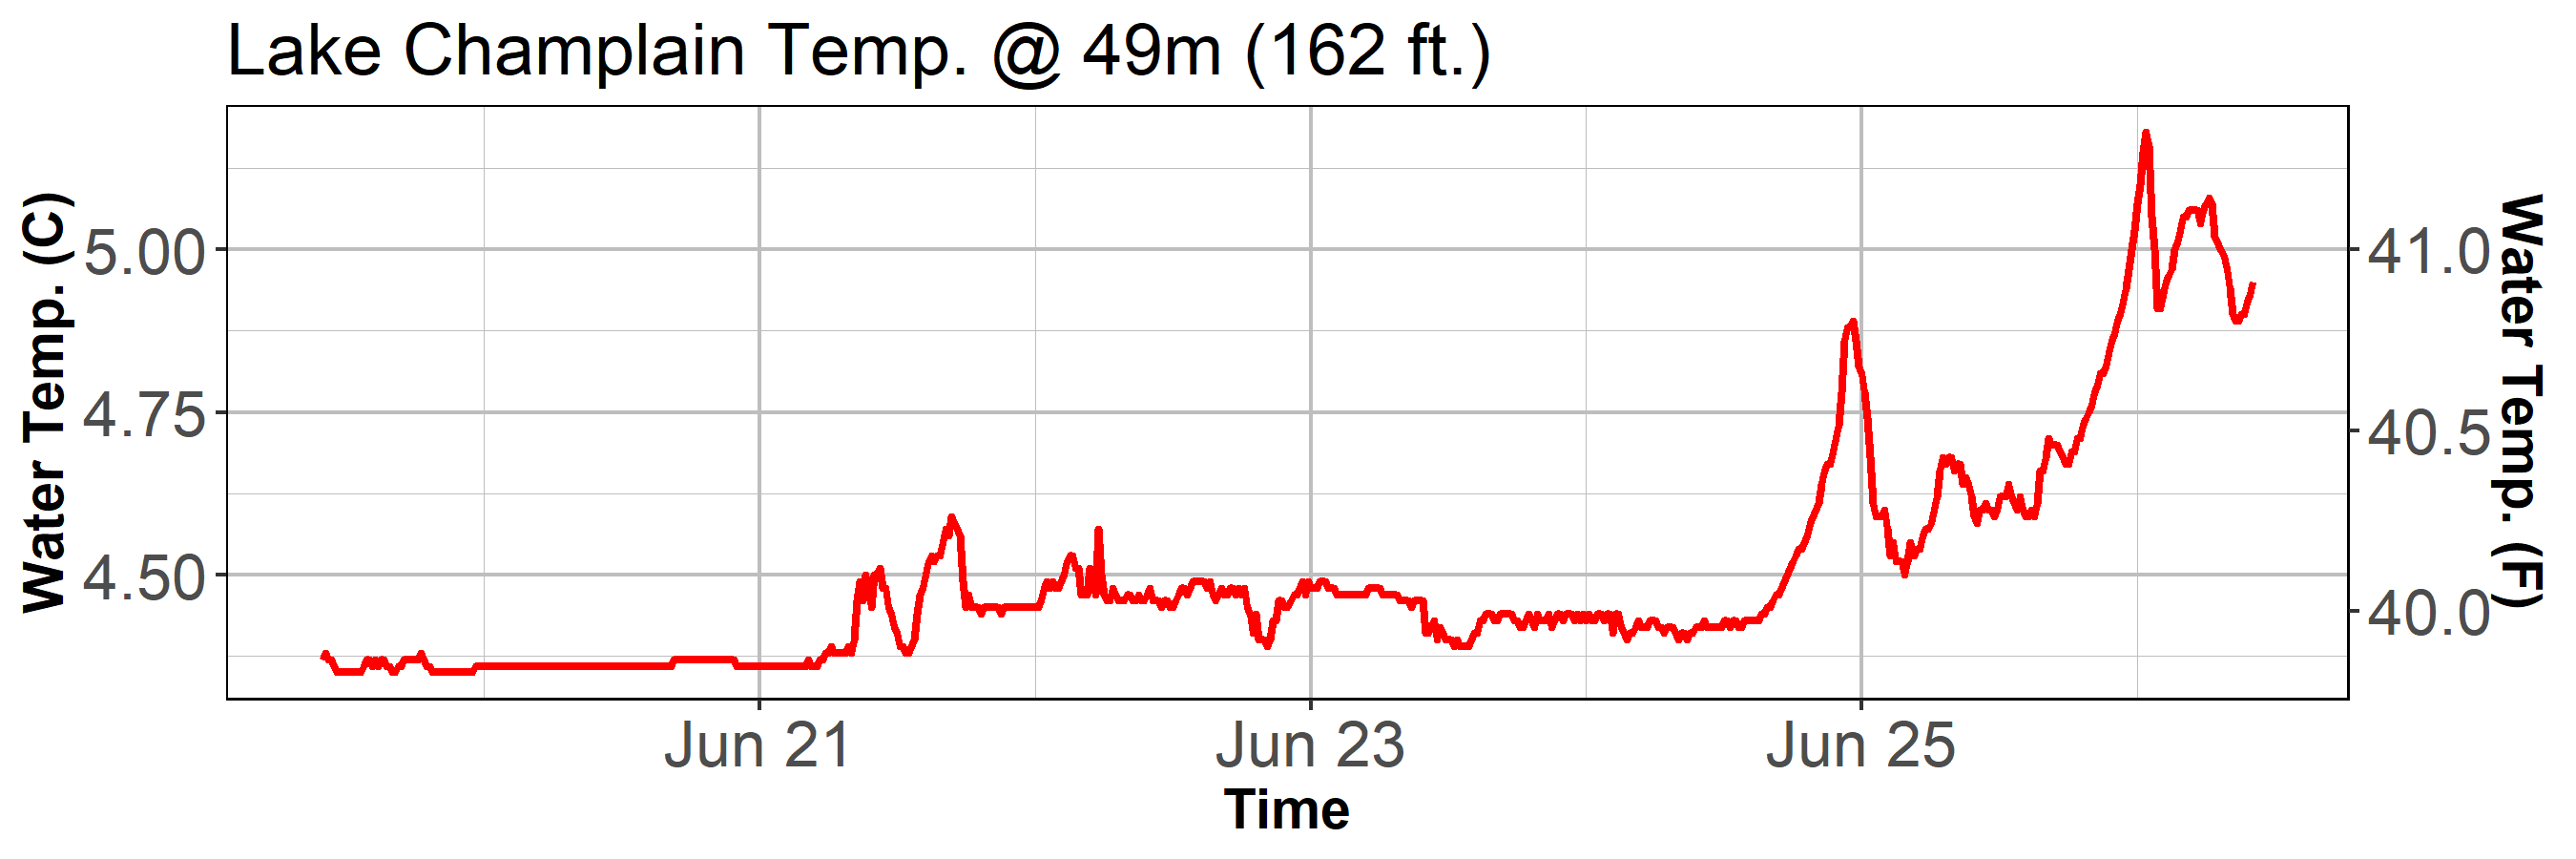 Lake Champlain Temp. @ 49m (162 ft.)
Water Temp. (C)
5.00
4.75
4.50
41.0
40.5
40.0
Water Temp. (F)
Jun 21
Jun 23
Jun 25
Time